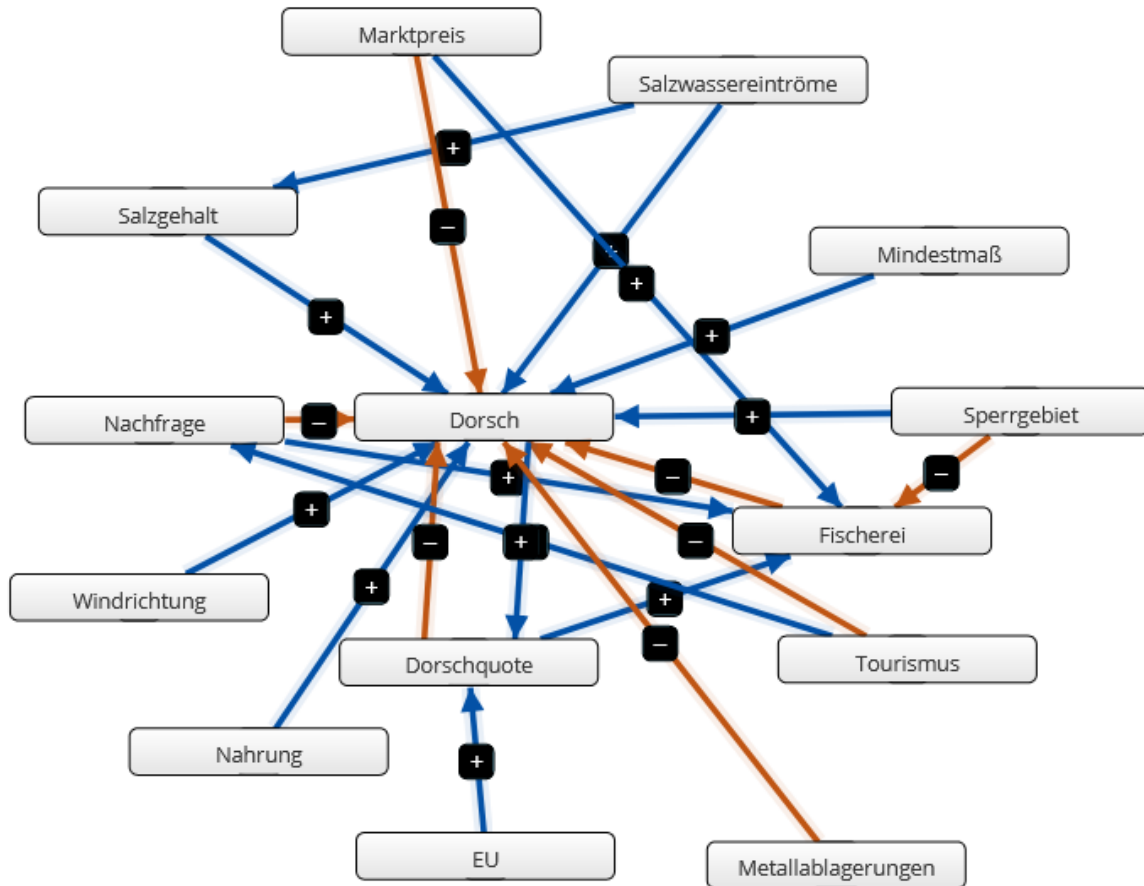 Marktpreis
Salzwassereintröme
+
Salzgehalt
−
Mindestmaß
+
+
+
+
Nachfrage
−
Dorsch
+
Sperrgebiet
−
−
+
+
Fischerei
−
+
−
Windrichtung
+
+
−
Dorschquote
Tourismus
Nahrung
+
EU
Metallablagerungen